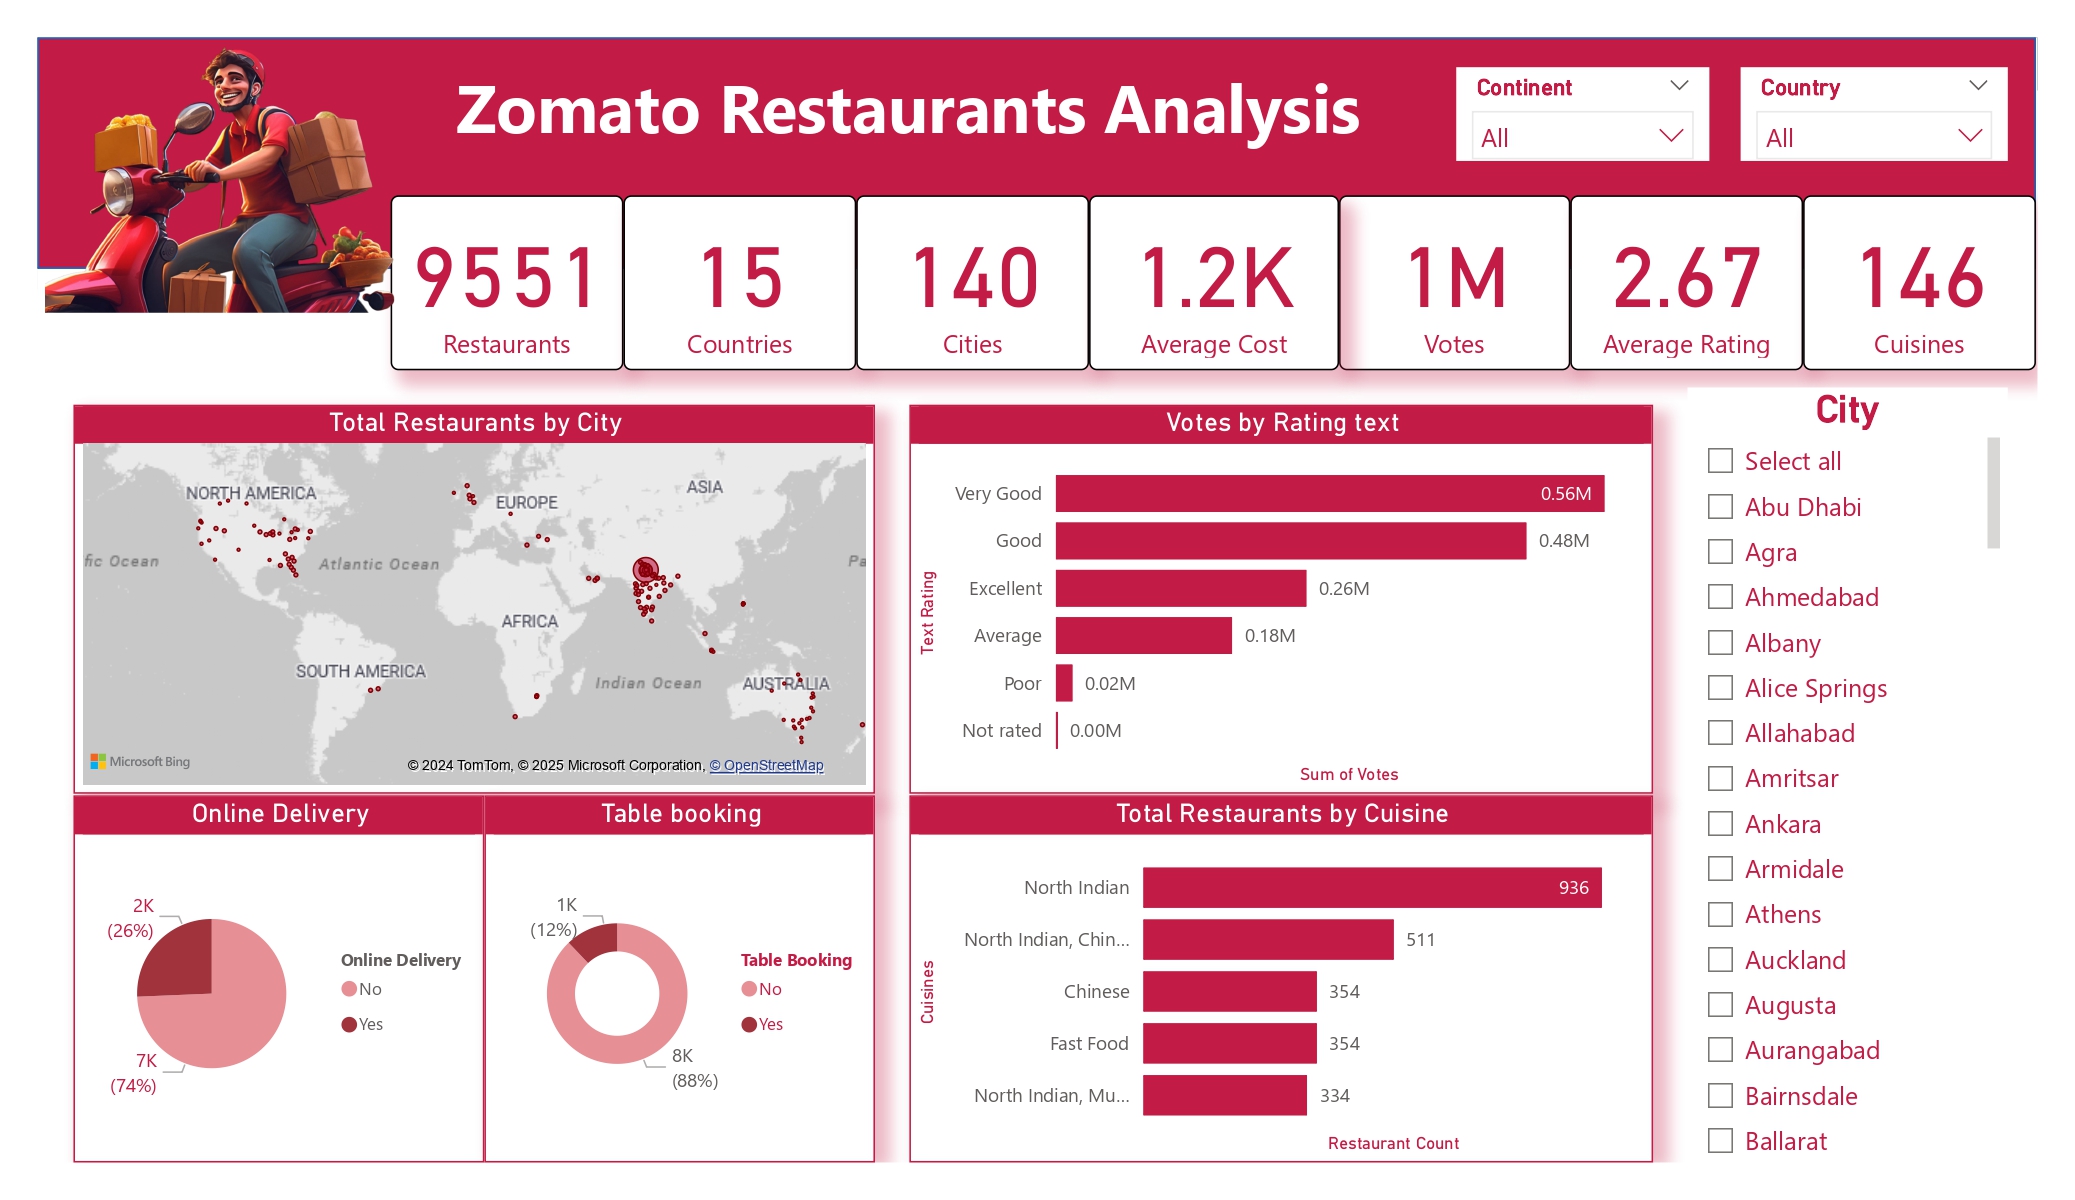 Zomato Restaurants Analysis
Continent
All
Country
All
9551
Restaurants
15
Countries
140
Cities
1.2K
Average Cost
1M
Votes
2.67
Average Rating
146
Cuisines
Total Restaurants by City
NORTH AMERICA
EUROPE
ASIA
fic Ocean
Atlantic Ocean
Pa
AFRICA
SOUTH AMERICA
Indian Ocean
AUSTRALIA
Microsoft Bing
© 2024 TomTom, © 2025 Microsoft Corporation, © OpenStreetMap
Votes by Rating text
Text Rating
Very Good 0.56M
Good 0.48M
Excellent 0.26M
Average 0.18M
Poor 0.02M
Not rated 0.00M
Sum of Votes
Online Delivery
2K
(26%)
7K
(74%)
Online Delivery
No
Yes
Table booking
1K
(12%)
8K
(88%)
Table Booking
No
Yes
Total Restaurants by Cuisine
Cuisines
North Indian 936
North Indian, Chin... 511
Chinese 354
Fast Food 354
North Indian, Mu... 334
Restaurant Count
City
Select all
Abu Dhabi
Agra
Ahmedabad
Albany
Alice Springs
Allahabad
Amritsar
Ankara
Armidale
Athens
Auckland
Augusta
Aurangabad
Bairnsdale
Ballarat